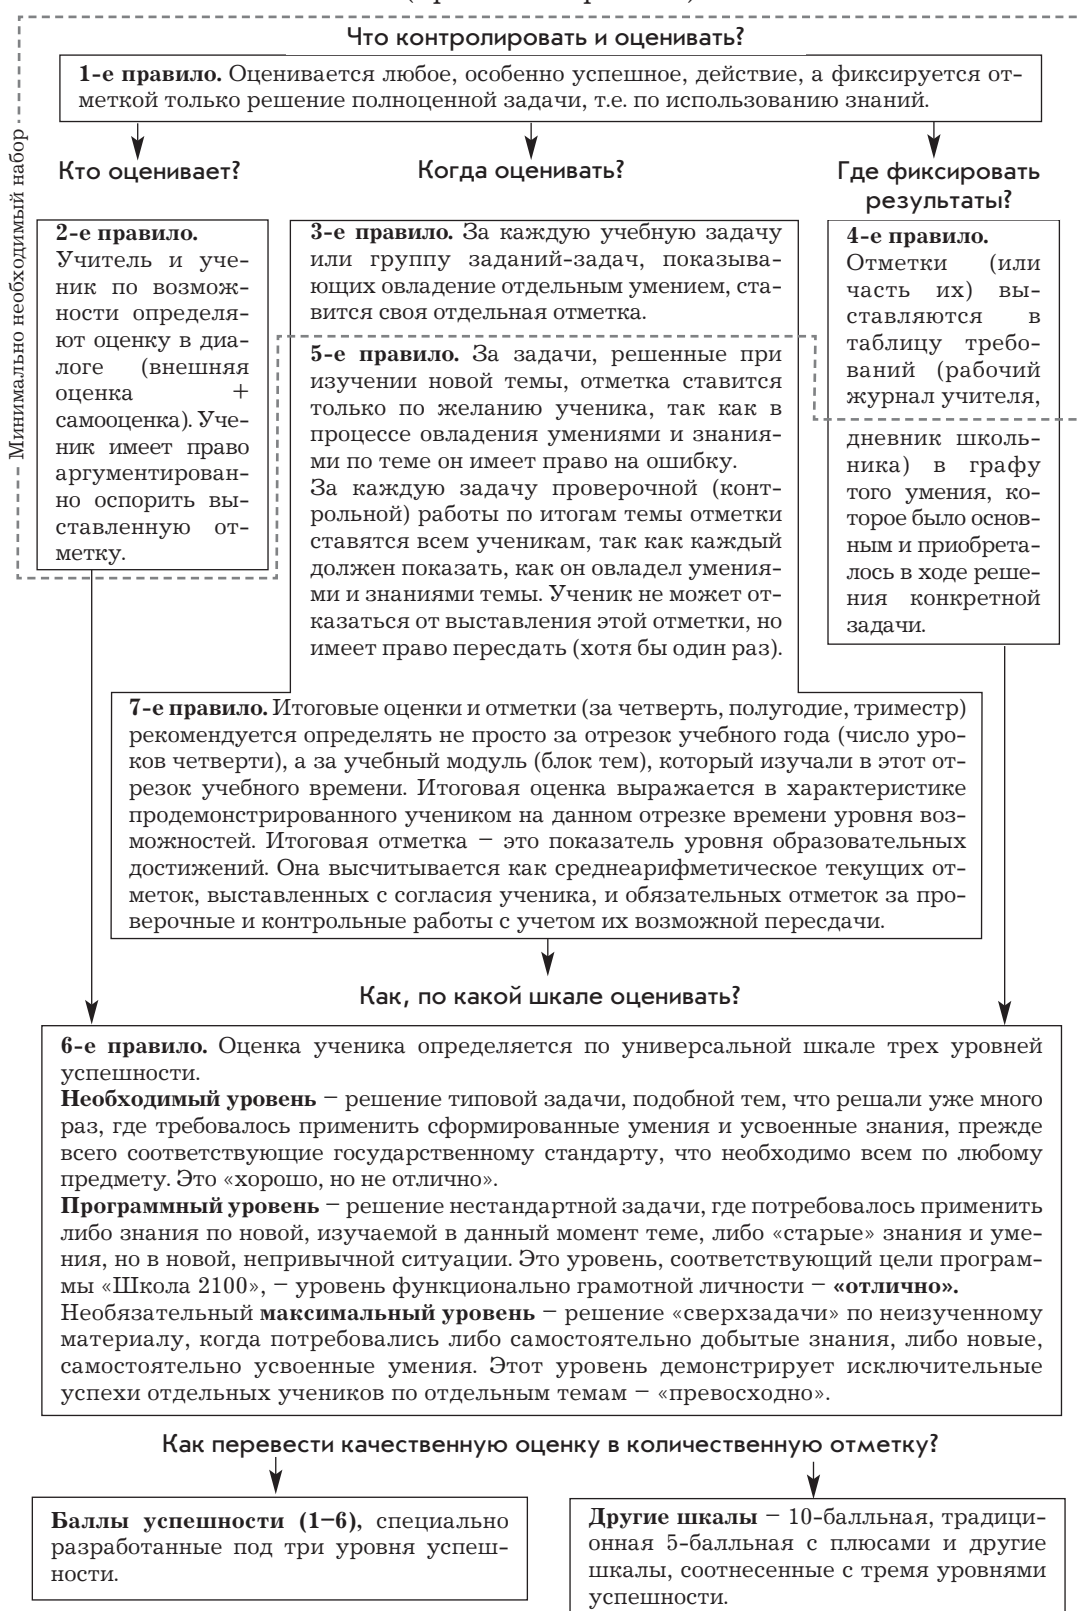 Что контролировать и оценивать?
1-е правило. Оценивается любое, особенно успешное, действие, а фиксируется от-
меткой только решение полноценной задачи, т.е. по использованию знаний.
Минимально необходимый набор
Кто оценивает?
2-е правило.
Учитель и уче-
ник по возмож-
ности определя-
ют оценку в диа-
логе (внешняя
оценка +
самооценка). Уче-
ник имеет право
аргументирован-
но оспорить вы-
ставленную от-
метку.
Когда оценивать?
3-е правило. За каждую учебную задачу
или группу заданий-задач, показыва-
ющих овладение отдельным умением, ста-
вится своя отдельная отметка.
5-е правило. За задачи, решенные при
изучении новой темы, отметка ставится
только по желанию ученика, так как в
процессе овладения умениями и знания-
ми по теме он имеет право на ошибку.
За каждую задачу проверочной (конт-
рольной) работы по итогам темы отметки
ставятся всем ученикам, так как каждый
должен показать, как он овладел умения-
ми и знаниями темы. Ученик не может от-
казаться от выставления этой отметки, но
имеет право пересдать (хотя бы один раз).
Где фиксировать
результаты?
4-е правило.
Отметки (или
часть их) вы-
ставляются в
таблицу требо-
ваний (рабочий
журнал учителя,
дневник школь-
ника) в графу
того умения, ко-
торое было основ-
ным и приобрета-
лось в ходе реше-
ния конкретной
задачи.
7-е правило. Итоговые оценки и отметки (за четверть, полугодие, триместр)
рекомендуется определять не просто за отрезок учебного года (число уро-
ков четверти), а за учебный модуль (блок тем), который изучали в этот от-
резок учебного времени. Итоговая оценка выражается в характеристике
продемонстрированного учеником на данном отрезке времени уровня воз-
можностей. Итоговая отметка – это показатель уровня образовательных
достижений. Она высчитывается как среднеарифметическое текущих от-
меток, выставленных с согласия ученика, и обязательных отметок за про-
верочные и контрольные работы с учетом их возможной пересдачи.
Как, по какой шкале оценивать?
6-е правило. Оценка ученика определяется по универсальной шкале трех уровней
успешности.
Необходимый уровень – решение типовой задачи, подобной тем, что решали уже много
раз, где требовалось применить сформированные умения и усвоенные знания, прежде
всего соответствующие государственному стандарту, что необходимо всем по любому
предмету. Это «хорошо, но не отлично».
Программный уровень – решение нестандартной задачи, где потребовалось применить
либо знания по новой, изучаемой в данный момент теме, либо «старые» знания и уме-
ния, но в новой, непривычной ситуации. Это уровень, соответствующий цели програм-
мы «Школа 2100», – уровень функционально грамотной личности – «отлично».
Необязательный максимальный уровень – решение «сверхзадачи» по неизученному
материалу, когда потребовались либо самостоятельно добытые знания, либо новые,
самостоятельно усвоенные умения. Этот уровень демонстрирует исключительные
успехи отдельных учеников по отдельным темам – «превосходно».
Как перевести качественную оценку в количественную отметку?
Баллы успешности (1–6), специально
разработанные под три уровня успеш-
ности.
Другие шкалы – 10-балльная, традици-
онная 5-балльная с плюсами и другие
шкалы, соотнесенные с тремя уровнями
успешности.